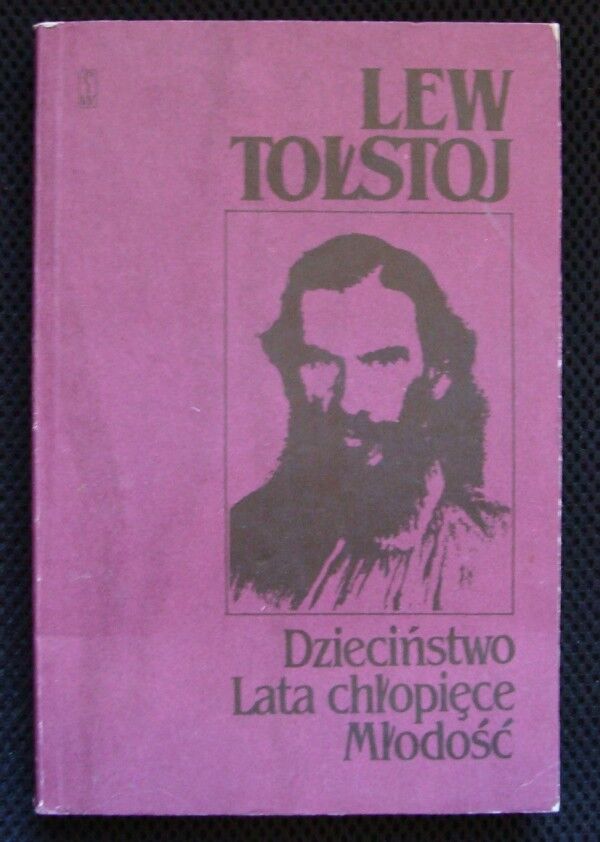 LEW
TOŁSTOJ
Dzieciństwo
Lata chłopięce
Młodość